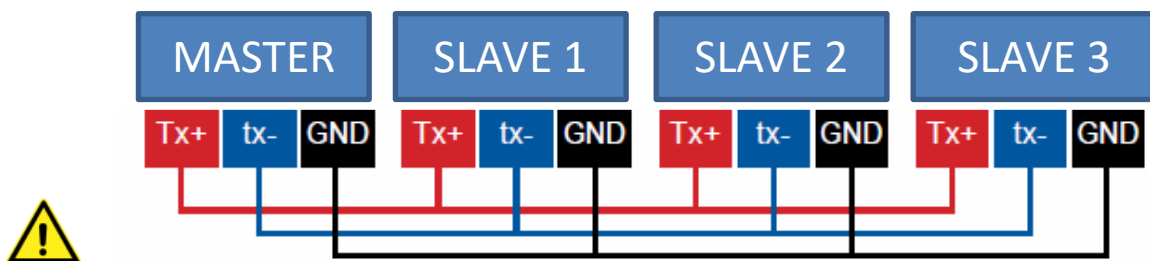 MASTER SLAVE 1 SLAVE 2 SLAVE 3
Tx+ tx- GND Tx+ tx- GND Tx+ tx- GND Tx+ tx- GND
!